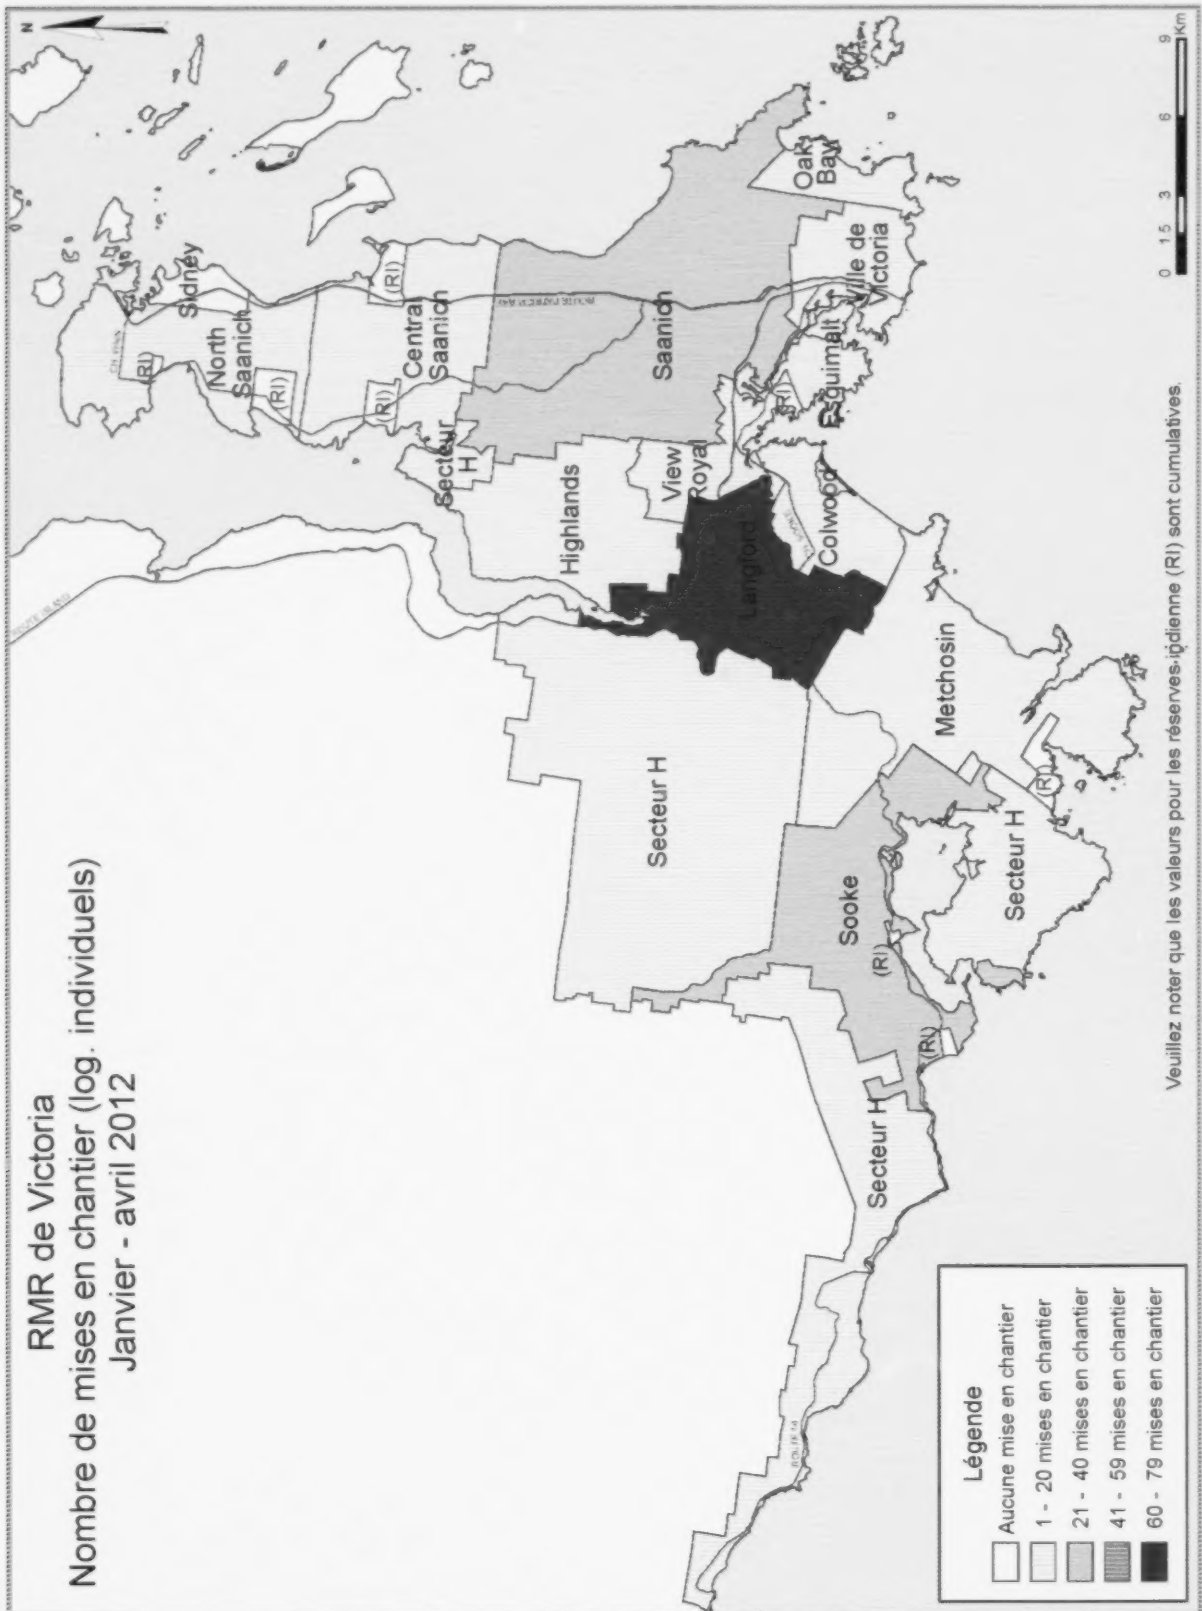 RMR de Victoria
Nombre de mises en chantier (log. individuels)
Janvier - avril 2012
N
Sidney
North
Saanich
(RI)
(RI)
(RI)
(RI)
Central
Saanich
Secteur
H
Saanich
Highlands
View
Royal
Oak
Bay
Ville de
Victoria
Esquimalt
(RI)
Langford
Colwood
Metchosin
(RI)
Secteur H
Sooke
(RI)
(RI)
Secteur H
Secteur H
ROUTE 14
0 1.5 3 6 9
Km
Légende
Aucune mise en chantier
1 - 20 mises en chantier
21 - 40 mises en chantier
41 - 59 mises en chantier
60 - 79 mises en chantier
Veuillez noter que les valeurs pour les réserves indienne (RI) sont cumulatives.